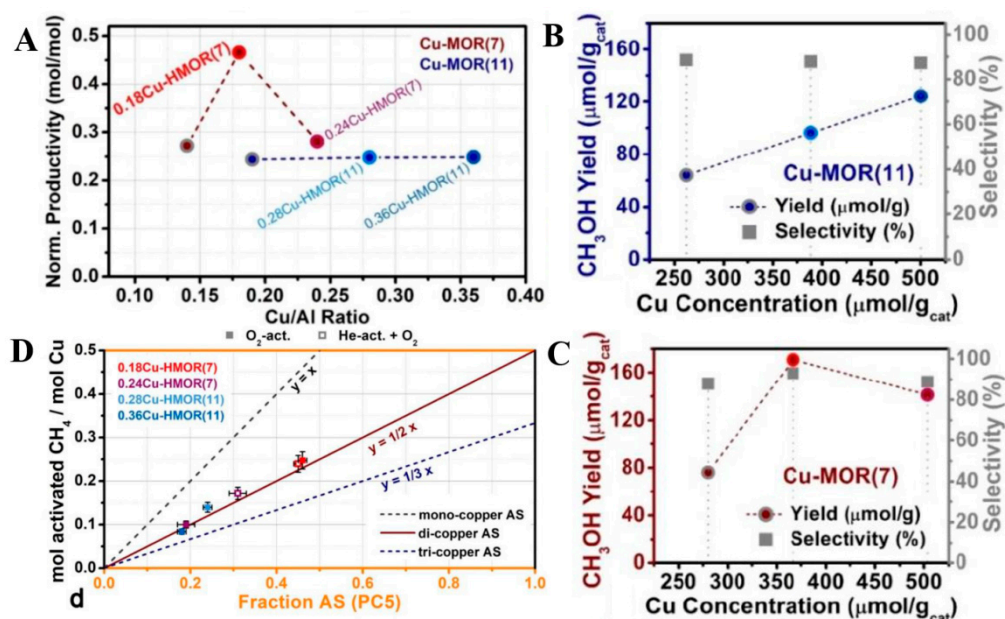 A
Norm. Productivity (mol/mol)
0.5
0.4
0.3
0.2
0.1
0.0
0.18Cu-HMOR(7)
0.24Cu-HMOR(7)
0.28Cu-HMOR(11)
0.36Cu-HMOR(11)
Cu-MOR(7)
Cu-MOR(11)
0.10 0.15 0.20 0.25 0.30 0.35 0.40
Cu/Al Ratio
B
CH3OH Yield (μmol/gcat)
160
120
80
40
0
100
80
60
40
20
0
Selectivity (%)
Cu-MOR(11)
Yield (μmol/g)
Selectivity (%)
250 300 350 400 450 500
Cu Concentration (μmol/gcat)
D
O2-act. He-act. + O2
mol activated CH4 / mol Cu
0.5
0.4
0.3
0.2
0.1
0.0
0.18Cu-HMOR(7)
0.24Cu-HMOR(7)
0.28Cu-HMOR(11)
0.36Cu-HMOR(11)
y = x
y = 1/2 x
y = 1/3 x
mono-copper AS
di-copper AS
tri-copper AS
0.0 0.2 0.4 0.6 0.8 1.0
d
Fraction AS (PC5)
C
CH3OH Yield (μmol/gcat)
160
120
80
40
0
100
80
60
40
20
0
Selectivity (%)
Cu-MOR(7)
Yield (μmol/g)
Selectivity (%)
250 300 350 400 450 500
Cu Concentration (μmol/gcat)